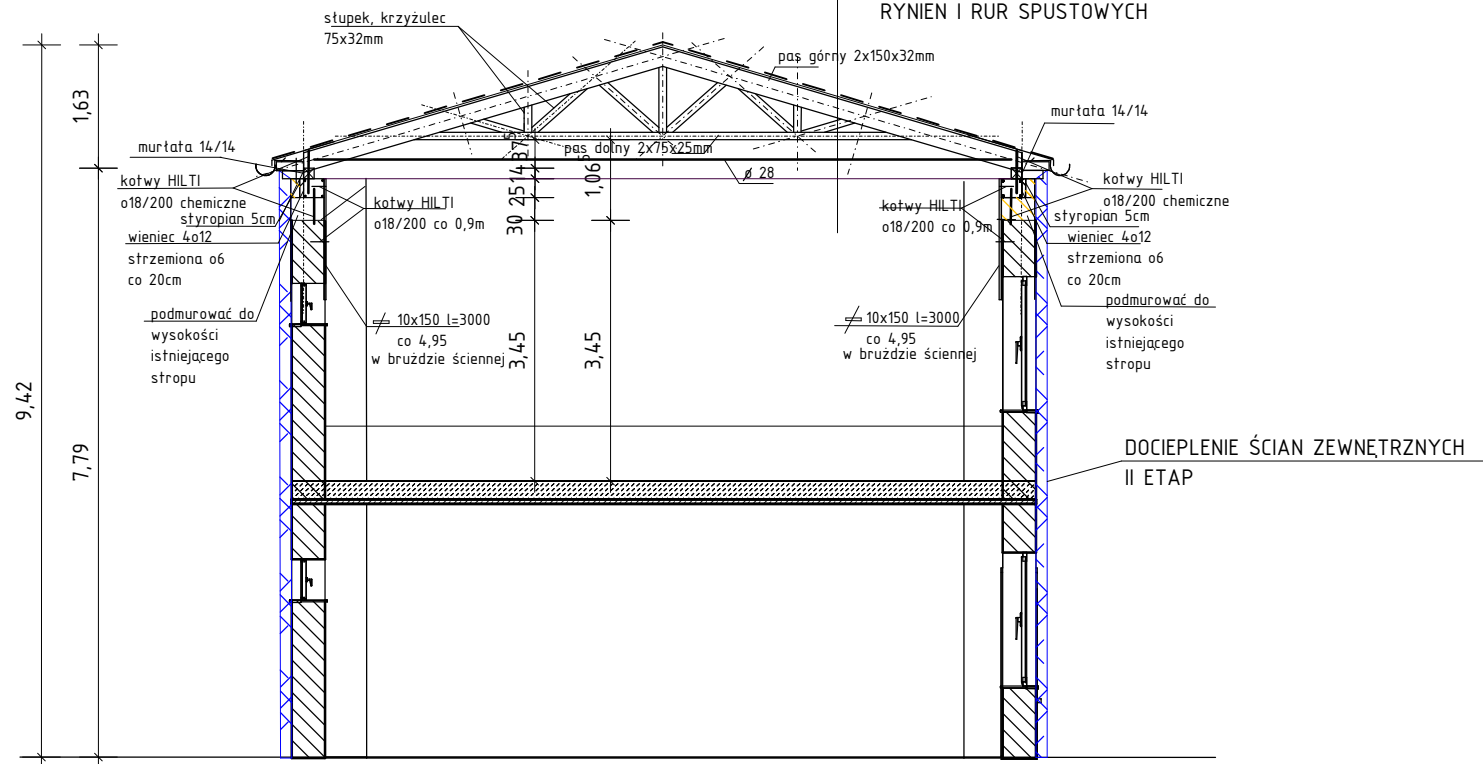 RYNIEN I RUR SPUSTOWYCH
słupek, krzyżulec
75x32mm
pas górny 2x150x32mm
1,63
murłata 14/14
murłata 14/14
pas dolny 2x75x25mm
ø 28
kotwy HILTI
o18/200 chemiczne
styropian 5cm
wieniec 4o12
strzemiona o6
co 20cm
podmurować do
wysokości
istniejącego
stropu
kotwy HILTI
o18/200 co 0,9m
30 25 14 37⁵
1,06⁵
kotwy HILTI
o18/200 co 0,9m
kotwy HILTI
o18/200 chemiczne
styropian 5cm
wieniec 4o12
strzemiona o6
co 20cm
podmurować do
wysokości
istniejącego
stropu
10x150 l=3000
co 4,95
w bruździe ściennej
3,45
3,45
10x150 l=3000
co 4,95
w bruździe ściennej
9,42
7,79
DOCIEPLENIE ŚCIAN ZEWNĘTRZNYCH
II ETAP